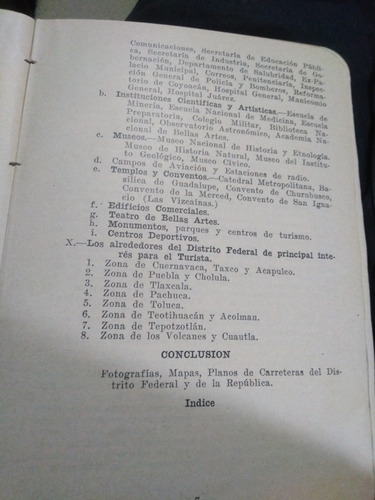 Comunicaciones, Secretaría de Educación Públi-
ca, Secretaría de Industria, Secretaría de Go-
bernación, Departamento de Salubridad, Ex-Pa-
lacio Municipal, Correos, Penitenciaría, Inspec-
ción General de Policía y Bomberos, Reforma-
torio de Coyoacán, Hospital General, Manicomio
General, Hospital Juárez.
b. Instituciones Científicas y Artísticas.—Escuela de
Minería, Escuela Nacional de Medicina, Escuela
Preparatoria, Colegio Militar, Biblioteca Na-
cional, Observatorio Astronómico, Academia Na-
cional de Bellas Artes.
c. Museos.—Museo Nacional de Historia y Etnología.
Museo de Historia Natural, Museo del Institu-
to Geológico, Museo Cívico.
d. Campos de Aviación y Estaciones de radio.
e. Templos y Conventos.—Catedral Metropolitana, Ba-
sílica de Guadalupe, Convento de Churubusco,
Convento de la Merced, Convento de San Igna-
cio (Las Vizcaínas.)
f. Edificios Comerciales.
g. Teatro de Bellas Artes.
h. Monumentos, parques y centros de turismo.
i. Centros Deportivos.
X.—Los alrededores del Distrito Federal de principal inte-
rés para el Turista.
1. Zona de Cuernavaca, Taxco y Acapulco.
2. Zona de Puebla y Cholula.
3. Zona de Tlaxcala.
4. Zona de Pachuca.
5. Zona de Toluca.
6. Zona de Teotihuacán y Acolman.
7. Zona de Tepotzotlán.
8. Zona de los Volcanes y Cuautla.
CONCLUSION
Fotografías, Mapas, Planos de Carreteras del Dis-
trito Federal y de la República.
Indice